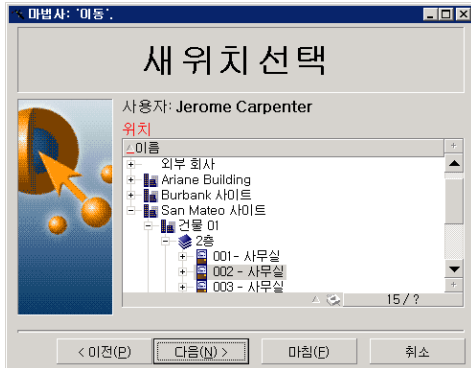 마법사: '이동'.
새 위치 선택
사용자: Jerome Carpenter
위치
이름
외부 회사
Ariane Building
Burbank 사이트
San Mateo 사이트
건물 01
2층
001- 사무실
002 - 사무실
003 - 사무실
15 / ?
< 이전(P) 다음(N) > 마침(F) 취소